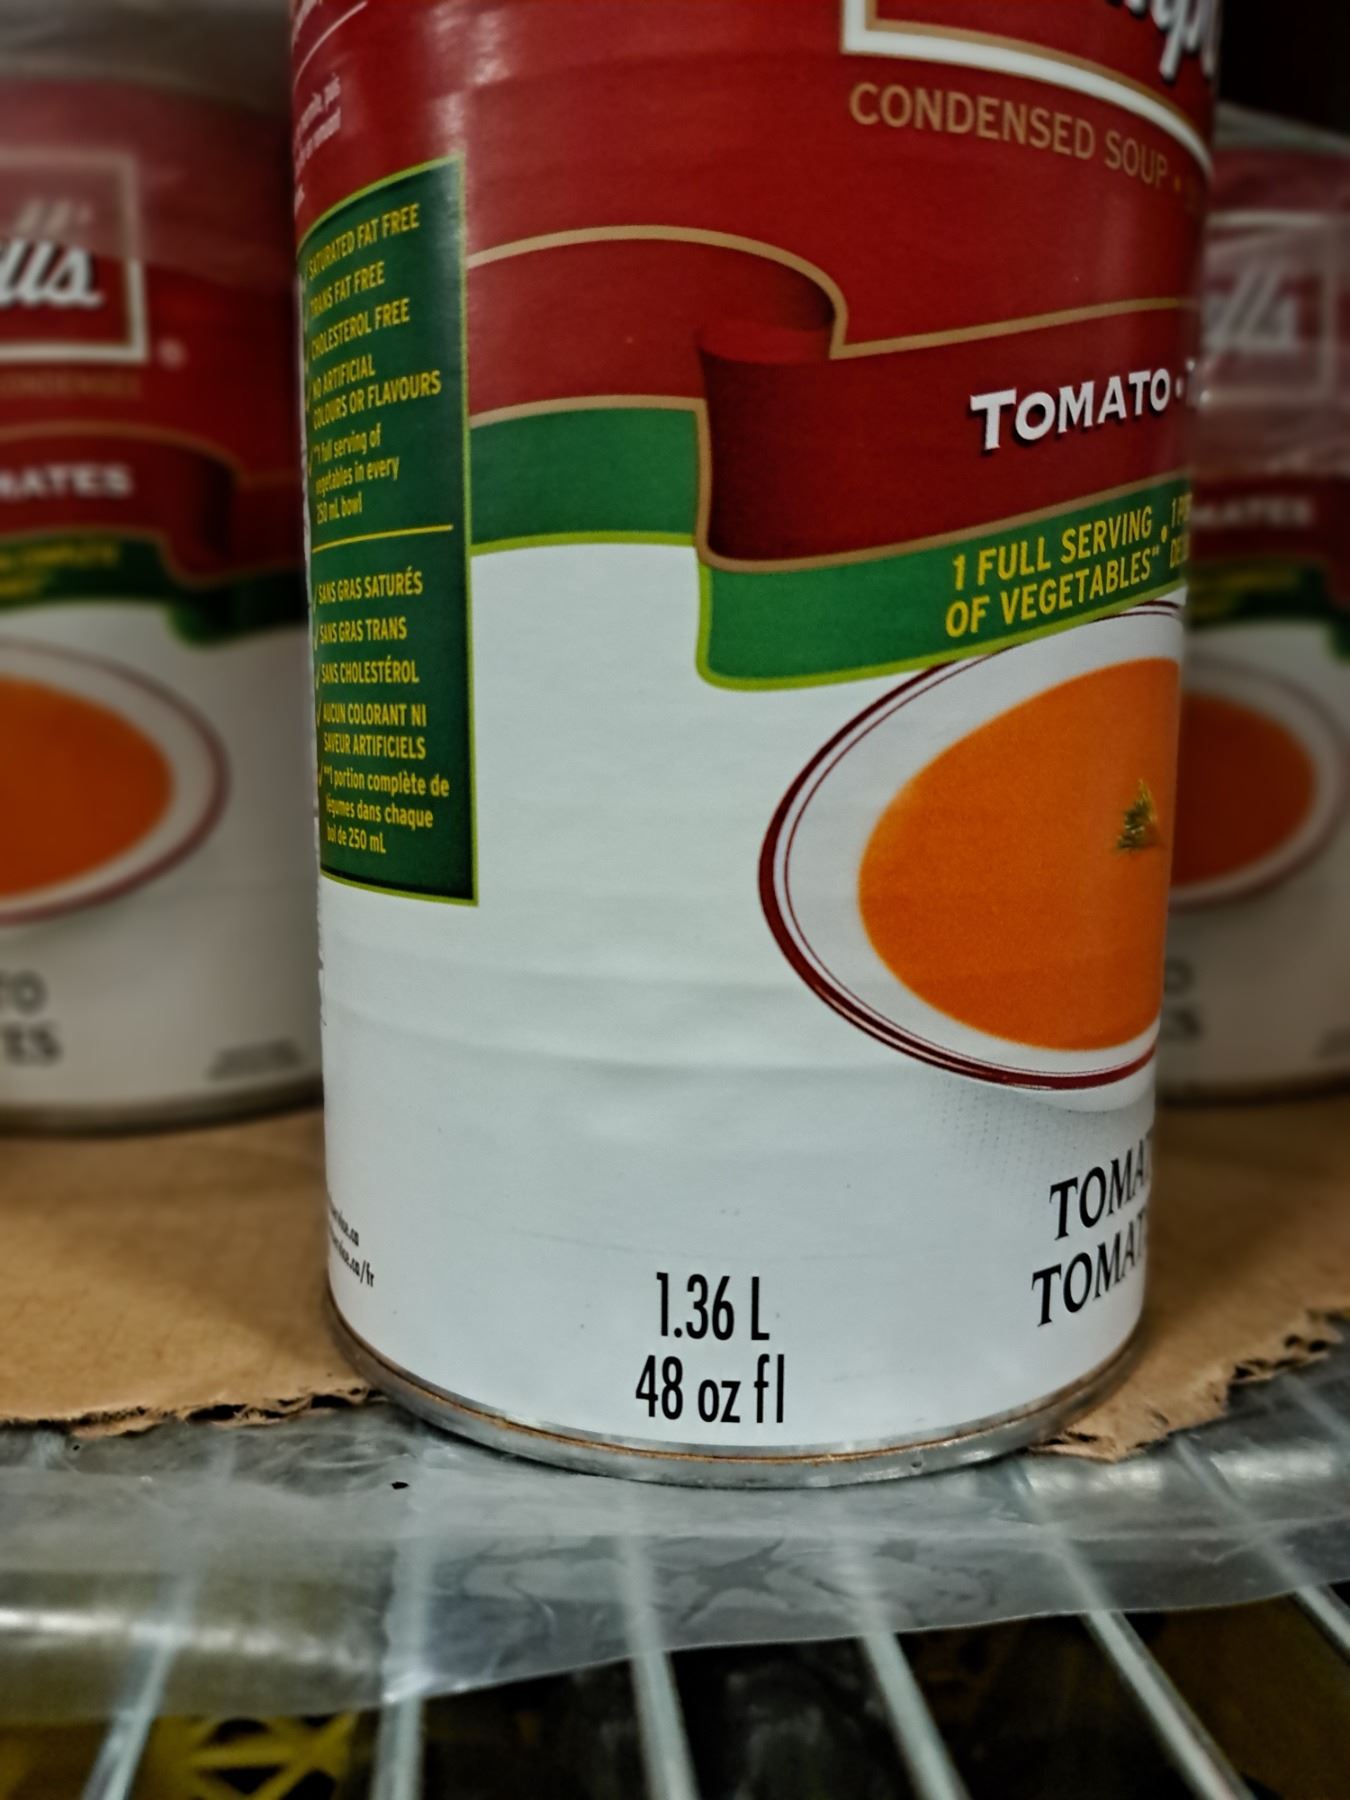 CONDENSED SOUP •
SATURATED FAT FREE
TRANS FAT FREE
CHOLESTEROL FREE
NO ARTIFICIAL
COLOURS OR FLAVOURS
**1 full serving of
vegetables in every
250 mL bowl
SANS GRAS SATURÉS
SANS GRAS TRANS
SANS CHOLESTÉROL
AUCUN COLORANT NI
SAVEUR ARTIFICIELS
**1 portion complète de
légumes dans chaque
bol de 250 mL
TOMATO •
1 FULL SERVING
OF VEGETABLES** •
1.36 L
48 oz fl